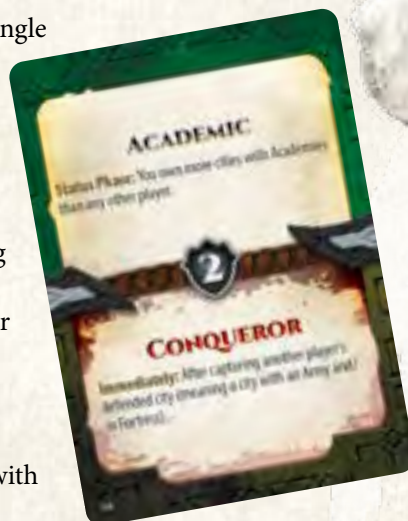 ngle
ACADEMIC
Status Phase: You own more cities with Academies
than any other player.
g
2
r
CONQUEROR
Immediately: After capturing another player's
defended city (meaning a city with an Army and/
or Fortress)...
with